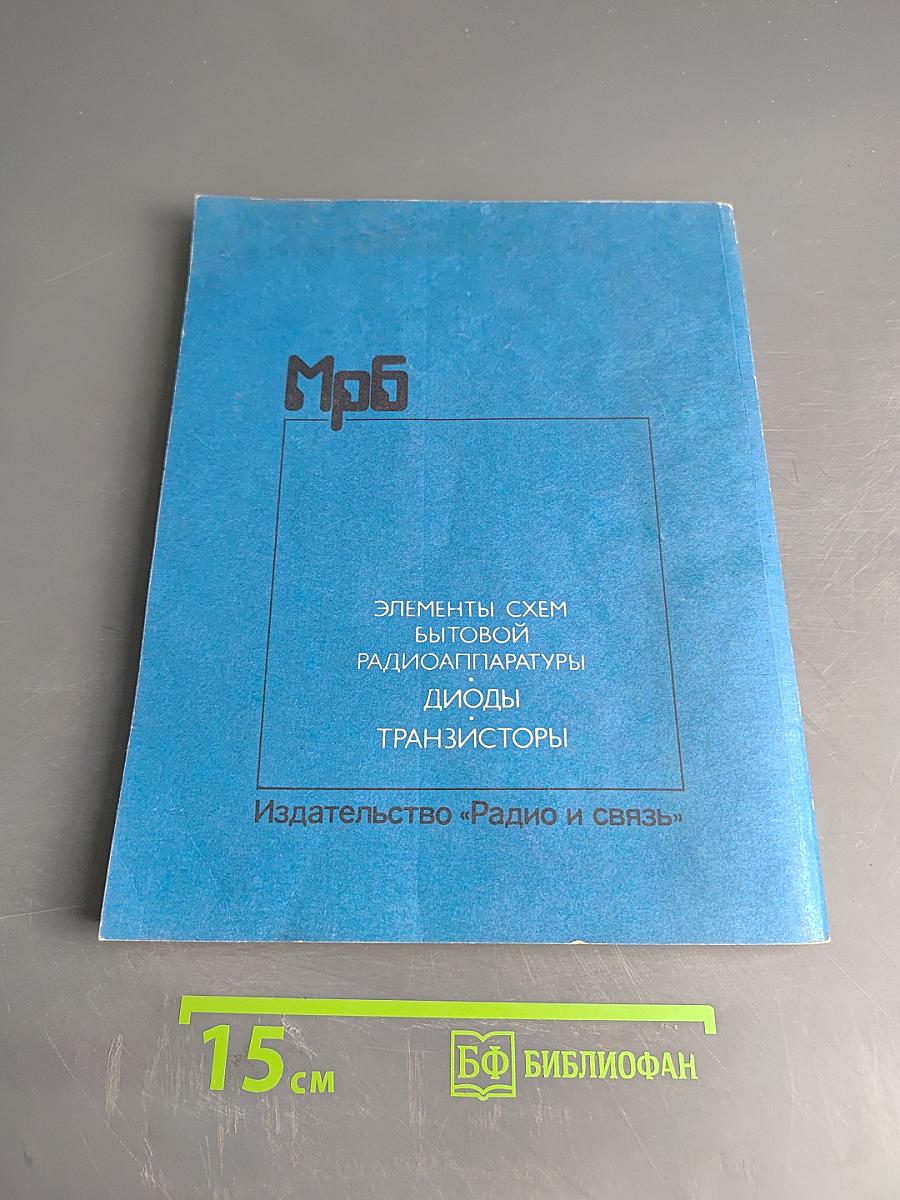 Мрб
ЭЛЕМЕНТЫ СХЕМ
БЫТОВОЙ
РАДИОАППАРАТУРЫ
·
ДИОДЫ
·
ТРАНЗИСТОРЫ
Издательство «Радио и связь»
15 см
БФ БИБЛИОФАН